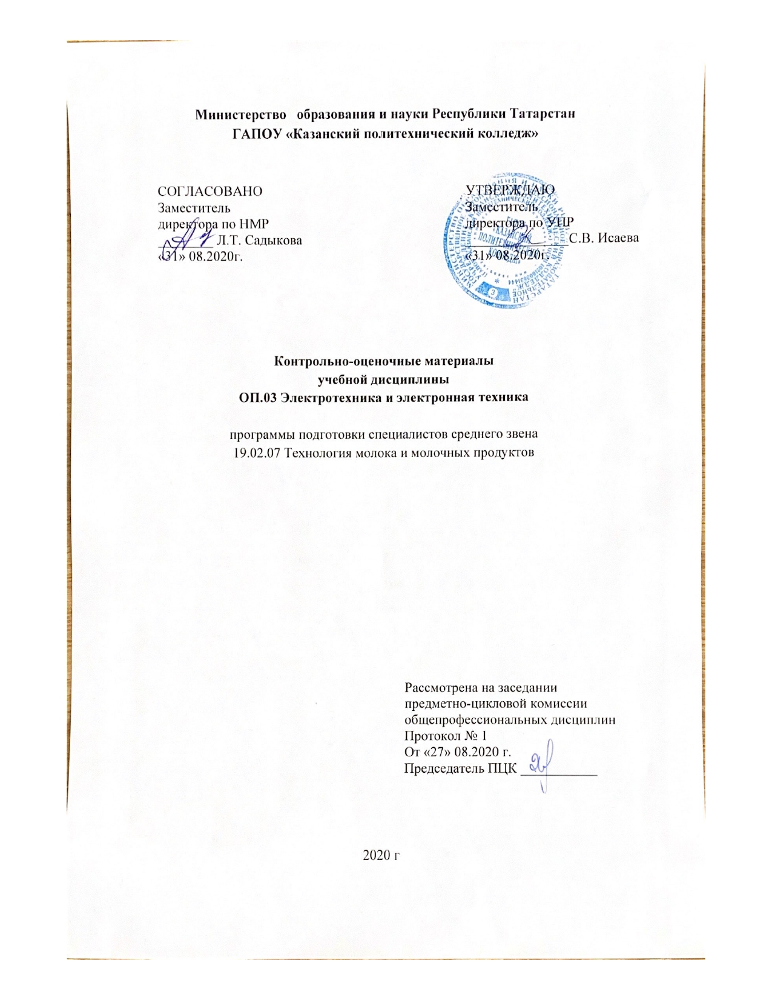 Министерство образования и науки Республики Татарстан
ГАПОУ «Казанский политехнический колледж»
СОГЛАСОВАНО
Заместитель
директора по НМР
_________ Л.Т. Садыкова
«31» 08.2020г.
УТВЕРЖДАЮ
Заместитель
директора по УПР
_______________С.В. Исаева
«31» 08.2020г.
Контрольно-оценочные материалы
учебной дисциплины
ОП.03 Электротехника и электронная техника
программы подготовки специалистов среднего звена
19.02.07 Технология молока и молочных продуктов
Рассмотрена на заседании
предметно-цикловой комиссии
общепрофессиональных дисциплин
Протокол № 1
От «27» 08.2020 г.
Председатель ПЦК ____________
2020 г